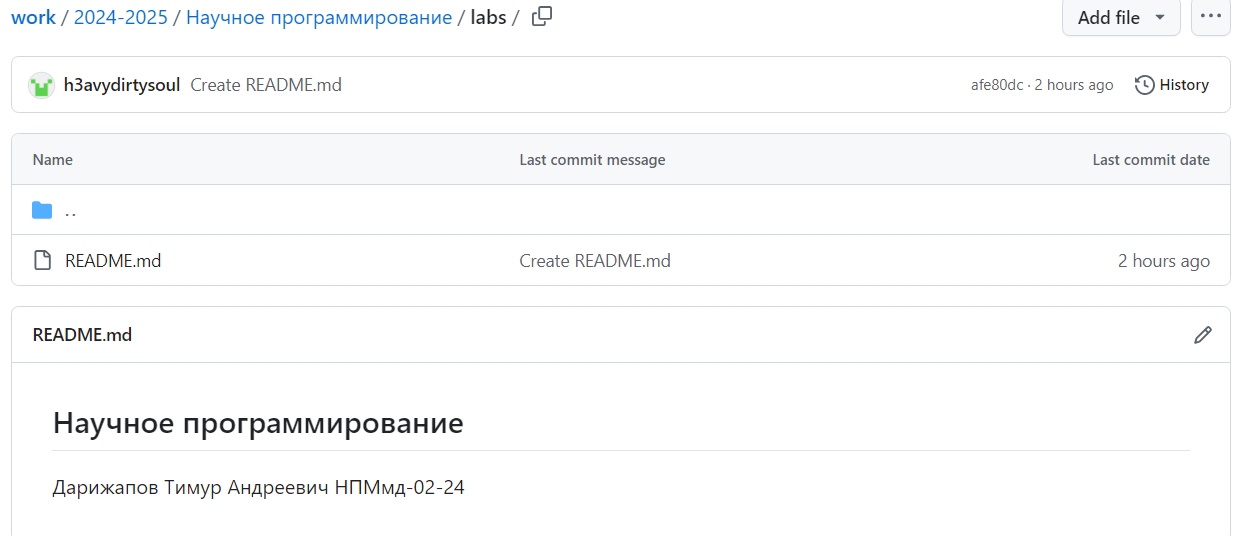 work / 2024-2025 / Научное программирование / labs /
Add file
h3avydirtysoul Create README.md
afe80dc · 2 hours ago
History
Name Last commit message Last commit date
..
README.md Create README.md 2 hours ago
README.md
Научное программирование
Дарижапов Тимур Андреевич НПМмд-02-24